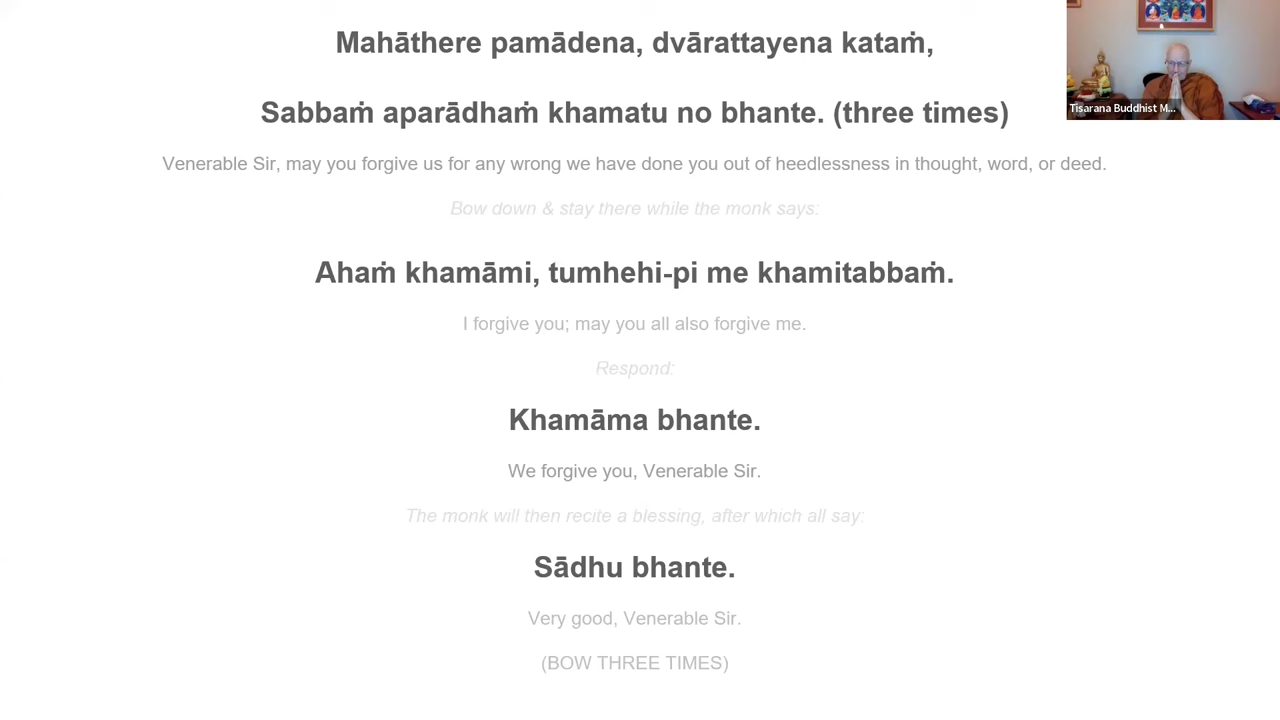 Mahāthere pamādena, dvārattayena kataṁ,
Sabbaṁ aparādhaṁ khamatu no bhante. (three times)
Venerable Sir, may you forgive us for any wrong we have done you out of heedlessness in thought, word, or deed.
Bow down & stay there while the monk says:
Ahaṁ khamāmi, tumhehi-pi me khamitabbaṁ.
I forgive you; may you all also forgive me.
Respond:
Khamāma bhante.
We forgive you, Venerable Sir.
The monk will then recite a blessing, after which all say:
Sādhu bhante.
Very good, Venerable Sir.
(BOW THREE TIMES)
Tisarana Buddhist M...